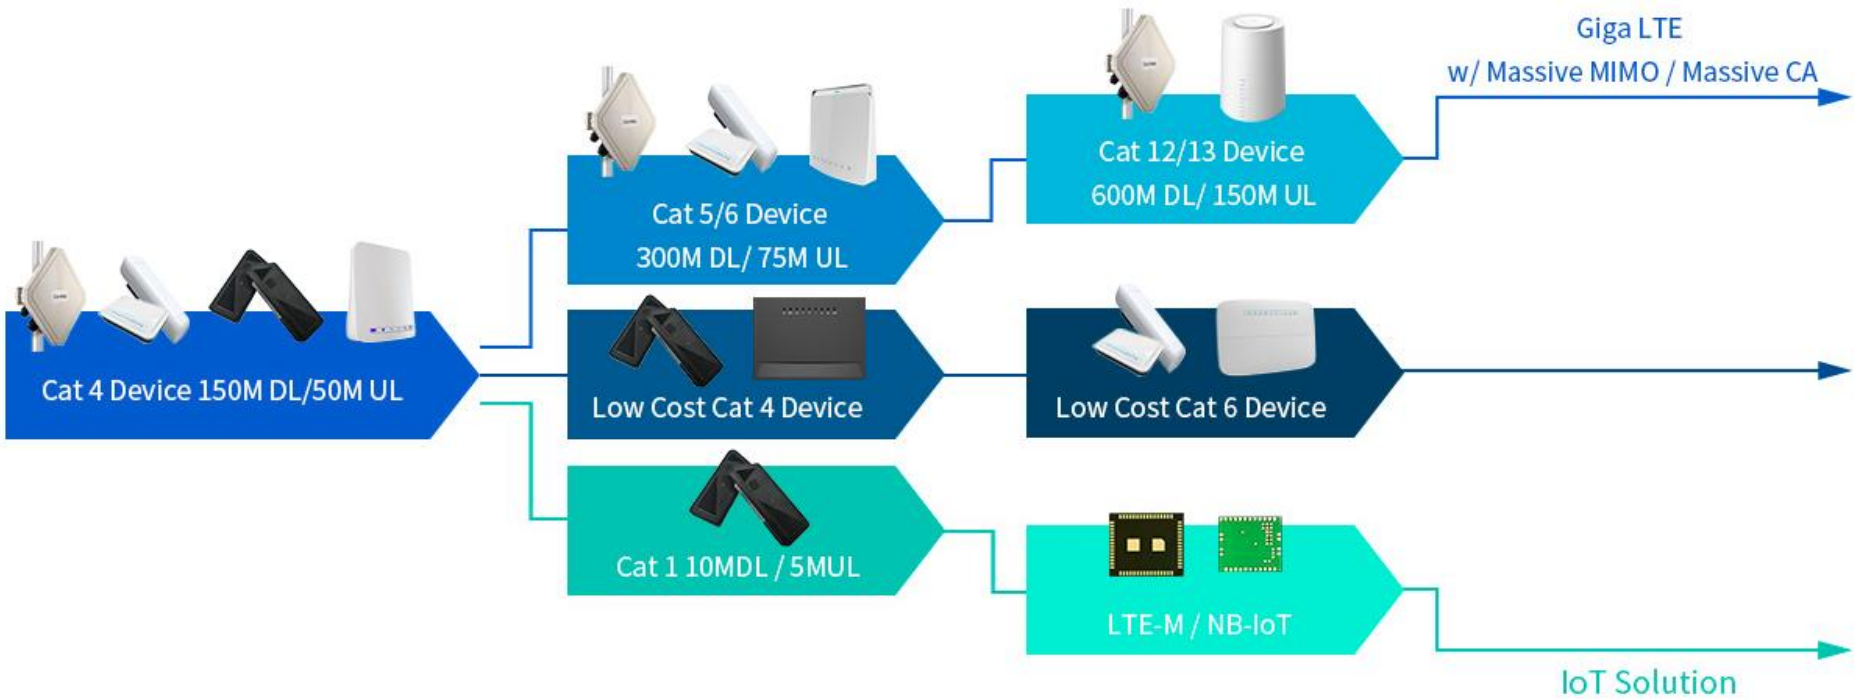 Giga LTE
w/ Massive MIMO / Massive CA
Cat 12/13 Device
600M DL/ 150M UL
Cat 5/6 Device
300M DL/ 75M UL
Cat 4 Device 150M DL/50M UL
Low Cost Cat 4 Device
Low Cost Cat 6 Device
Cat 1 10MDL / 5MUL
LTE-M / NB-IoT
IoT Solution